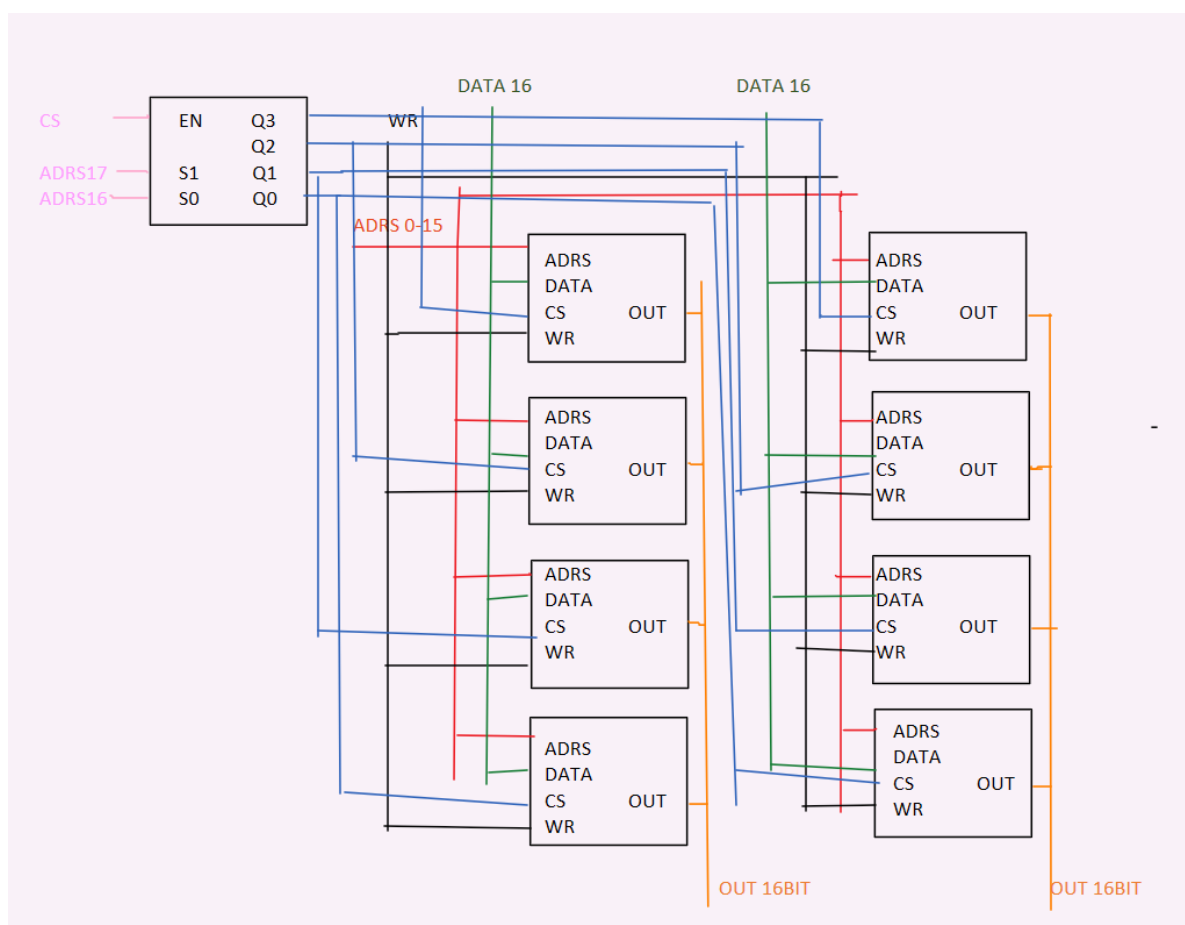 DATA 16
DATA 16
CS
EN
Q3
WR
Q2
ADRS17
S1
Q1
ADRS16
S0
Q0
ADRS 0-15
ADRS
DATA
CS
OUT
WR
ADRS
DATA
CS
OUT
WR
ADRS
DATA
CS
OUT
WR
ADRS
DATA
CS
OUT
WR
ADRS
DATA
CS
OUT
WR
ADRS
DATA
CS
OUT
WR
ADRS
DATA
CS
OUT
WR
ADRS
DATA
CS
OUT
WR
-
OUT 16BIT
OUT 16BIT